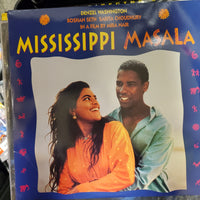 DENZEL WASHINGTON
ROSHAN SETH SARITA CHOUDHURY
IN A FILM BY MIRA NAIR
MISSISSIPPI MASALA